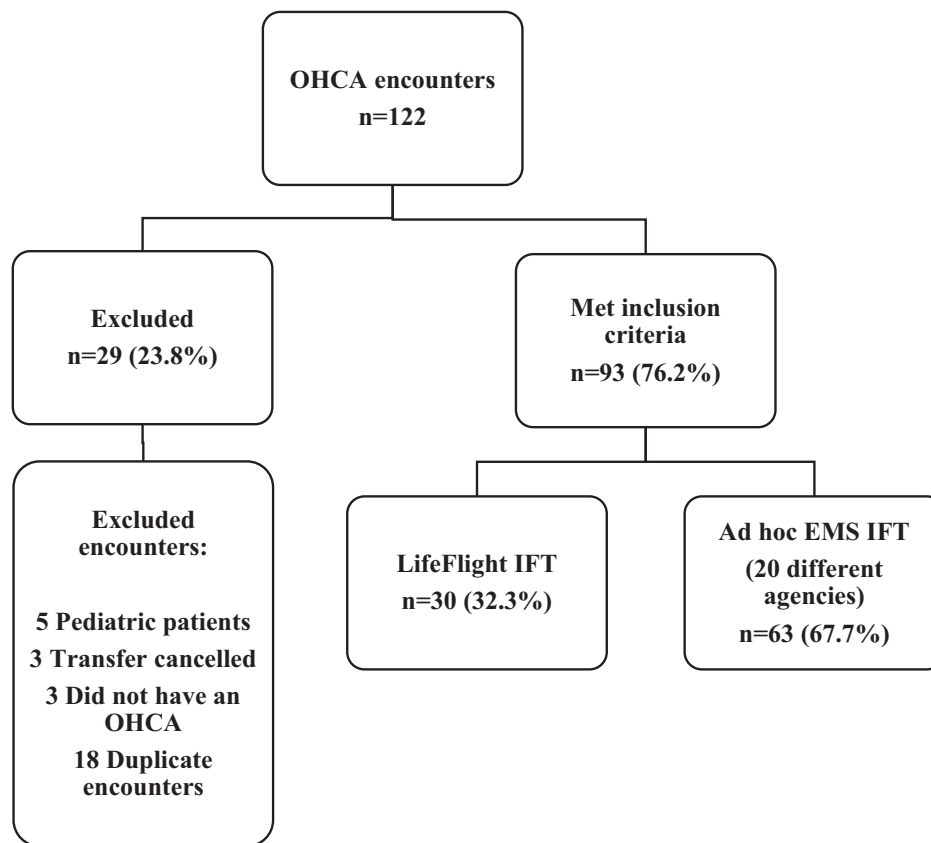 OHCA encounters
n=122
Excluded
n=29 (23.8%)
Met inclusion
criteria
n=93 (76.2%)
Excluded
encounters:
5 Pediatric patients
3 Transfer cancelled
3 Did not have an
OHCA
18 Duplicate
encounters
LifeFlight IFT
n=30 (32.3%)
Ad hoc EMS IFT
(20 different
agencies)
n=63 (67.7%)